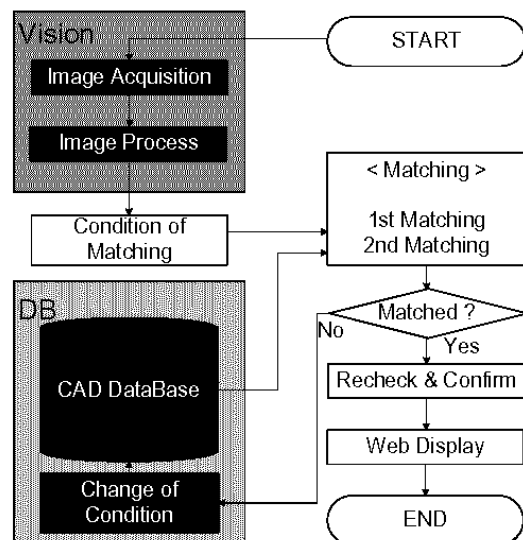 Vision
START
Image Acquisition
Image Process
Condition of
Matching
< Matching >
1st Matching
2nd Matching
DB
CAD DataBase
Change of
Condition
Matched ?
No
Yes
Recheck & Confirm
Web Display
END